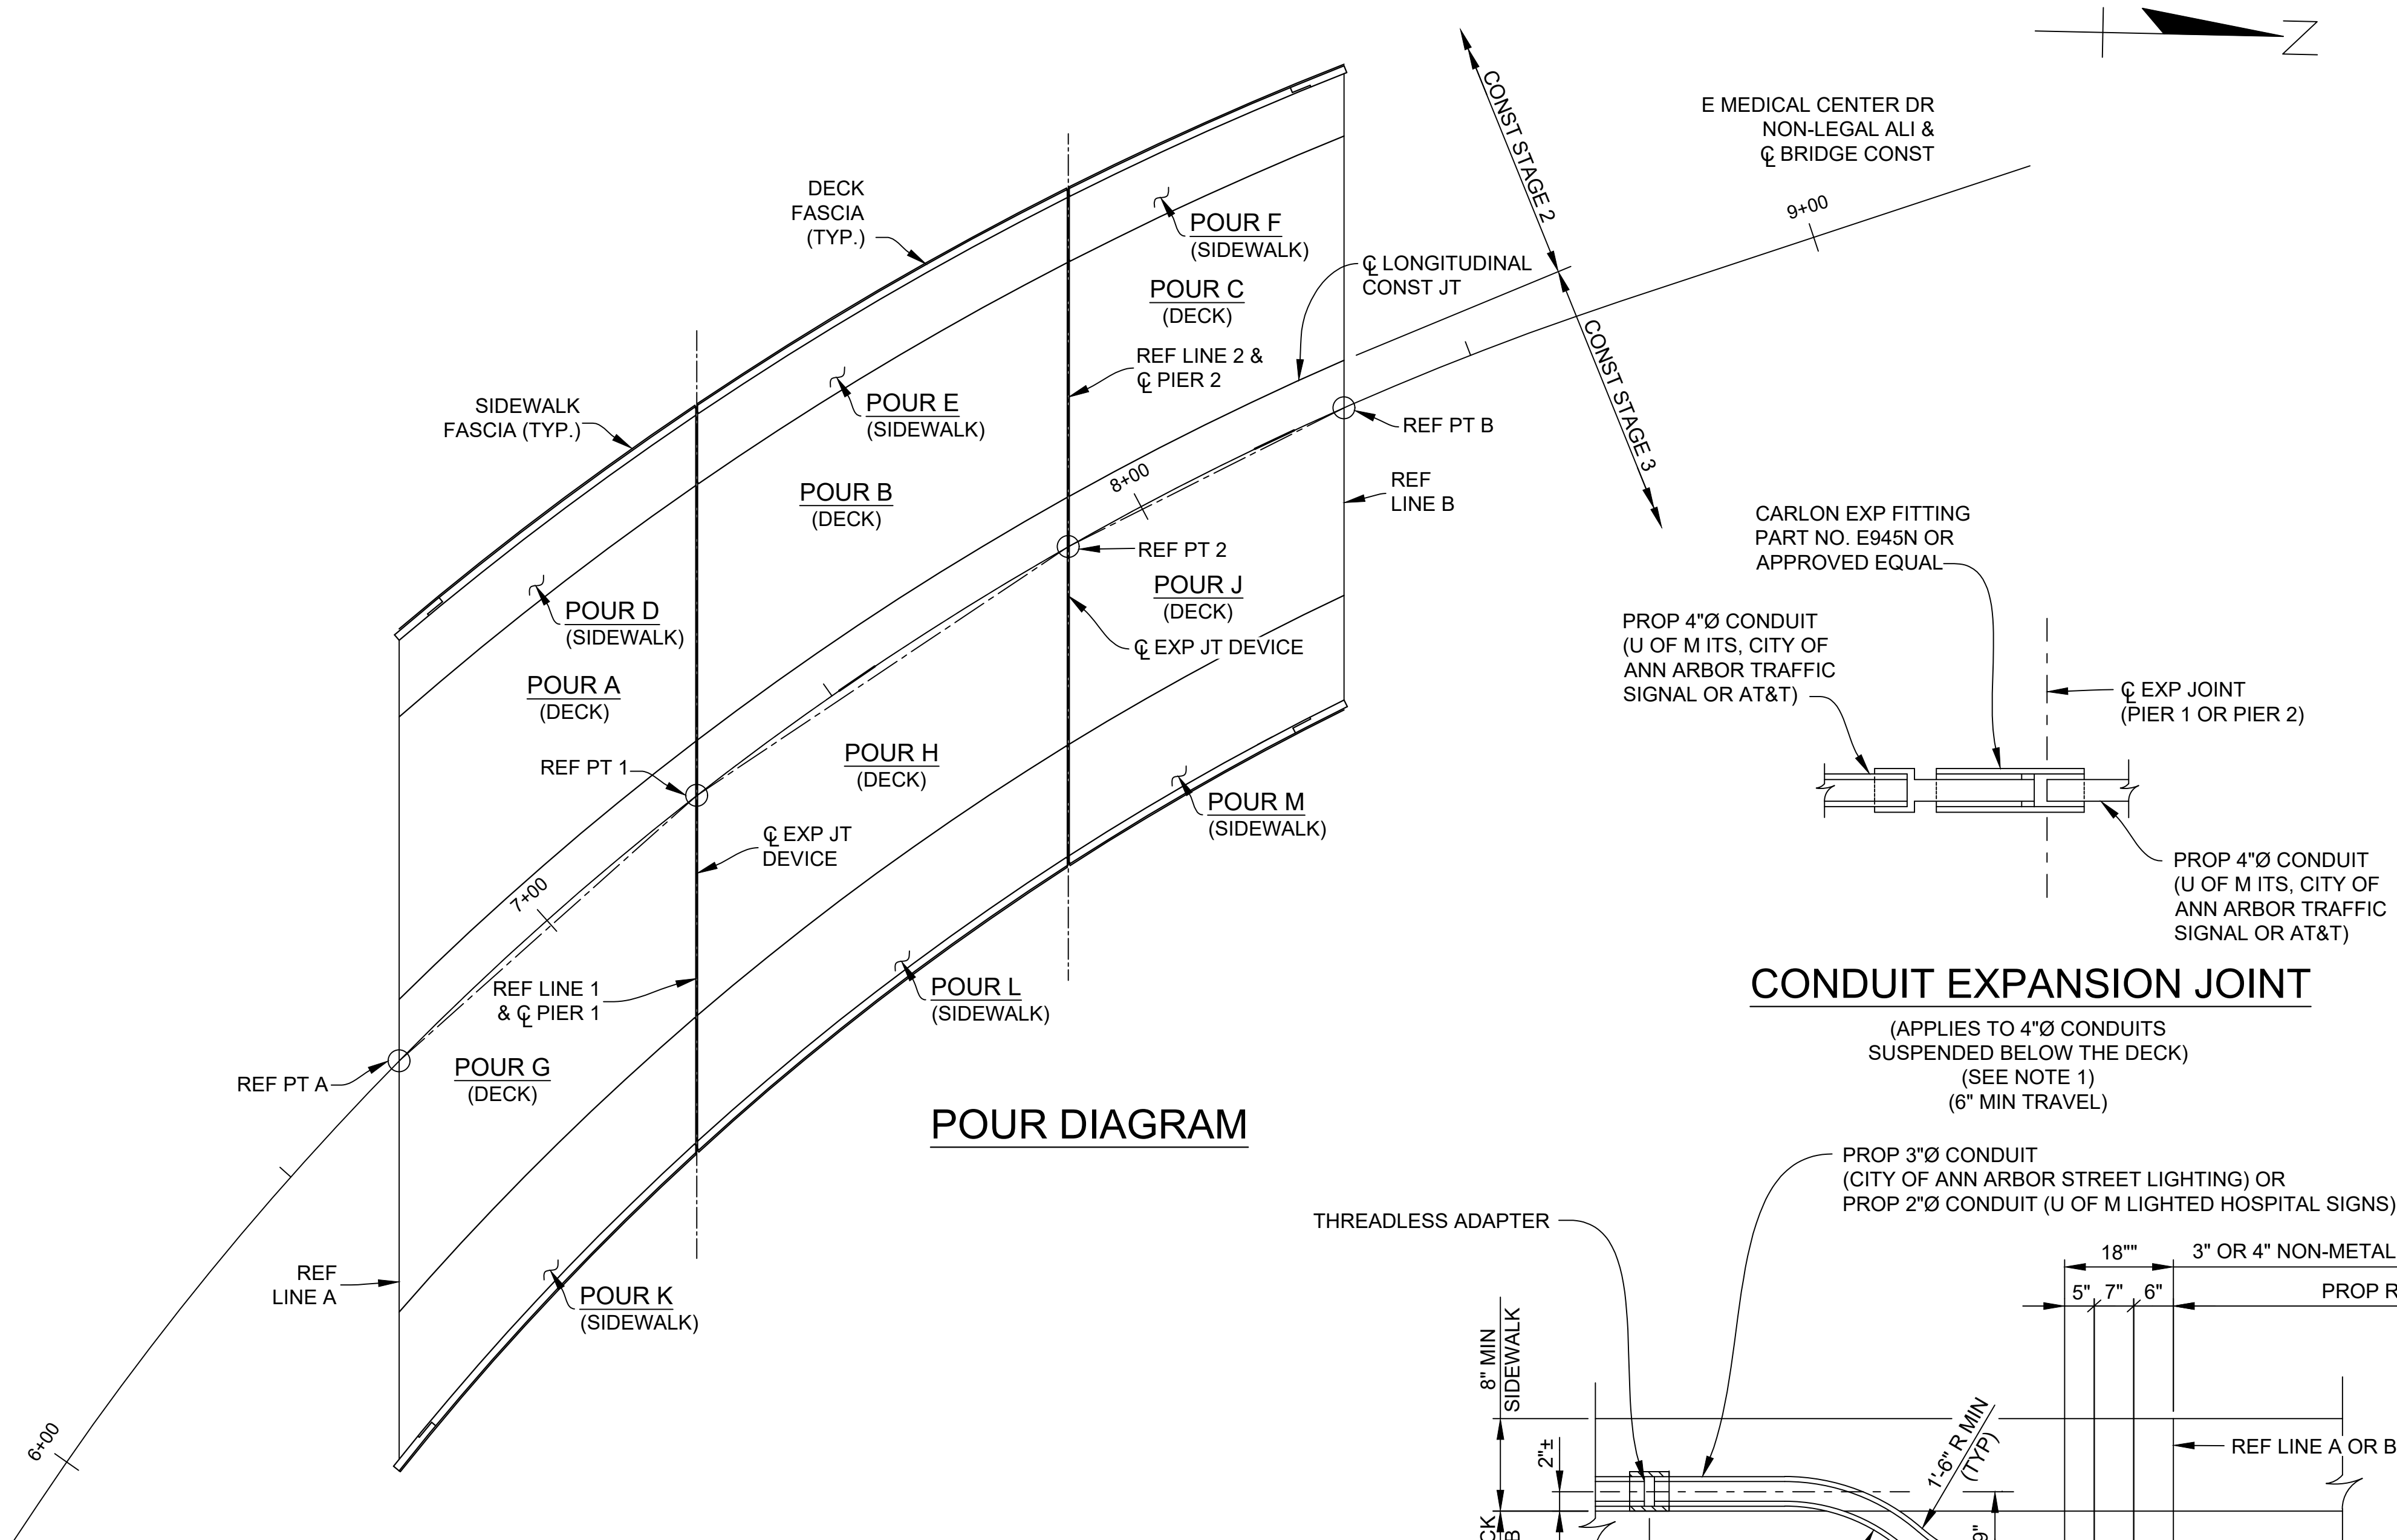 N
E MEDICAL CENTER DR
NON-LEGAL ALI &
℄ BRIDGE CONST
9+00
CONST STAGE 2
CONST STAGE 3
DECK
FASCIA
(TYP.)
POUR F
(SIDEWALK)
POUR C
(DECK)
℄ LONGITUDINAL
CONST JT
REF LINE 2 &
℄ PIER 2
SIDEWALK
FASCIA (TYP.)
POUR E
(SIDEWALK)
REF PT B
8+00
REF
LINE B
POUR B
(DECK)
REF PT 2
POUR J
(DECK)
℄ EXP JT DEVICE
POUR D
(SIDEWALK)
POUR A
(DECK)
REF PT 1
POUR H
(DECK)
POUR M
(SIDEWALK)
℄ EXP JT
DEVICE
7+00
REF LINE 1
& ℄ PIER 1
POUR L
(SIDEWALK)
REF PT A
POUR G
(DECK)
POUR DIAGRAM
REF
LINE A
POUR K
(SIDEWALK)
6+00
CARLON EXP FITTING
PART NO. E945N OR
APPROVED EQUAL
PROP 4"Ø CONDUIT
(U OF M ITS, CITY OF
ANN ARBOR TRAFFIC
SIGNAL OR AT&T)
℄ EXP JOINT
(PIER 1 OR PIER 2)
PROP 4"Ø CONDUIT
(U OF M ITS, CITY OF
ANN ARBOR TRAFFIC
SIGNAL OR AT&T)
CONDUIT EXPANSION JOINT
(APPLIES TO 4"Ø CONDUITS
SUSPENDED BELOW THE DECK)
(SEE NOTE 1)
(6" MIN TRAVEL)
PROP 3"Ø CONDUIT
(CITY OF ANN ARBOR STREET LIGHTING) OR
PROP 2"Ø CONDUIT (U OF M LIGHTED HOSPITAL SIGNS)
THREADLESS ADAPTER
18""
3" OR 4" NON-METAL
5" 7" 6"
PROP R
8" MIN
SIDEWALK
2"±
1'-6" R MIN
(TYP)
REF LINE A OR B
9"